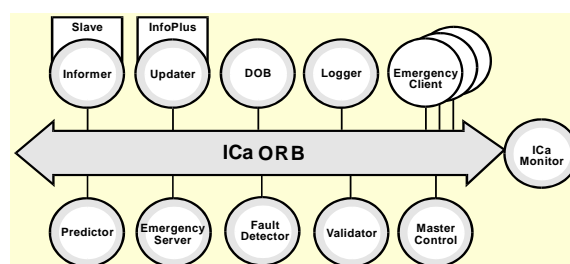 Slave
InfoPlus
Informer
Updater
DOB
Logger
Emergency
Client
ICa ORB
ICa
Monitor
Predictor
Emergency
Server
Fault
Detector
Validator
Master
Control